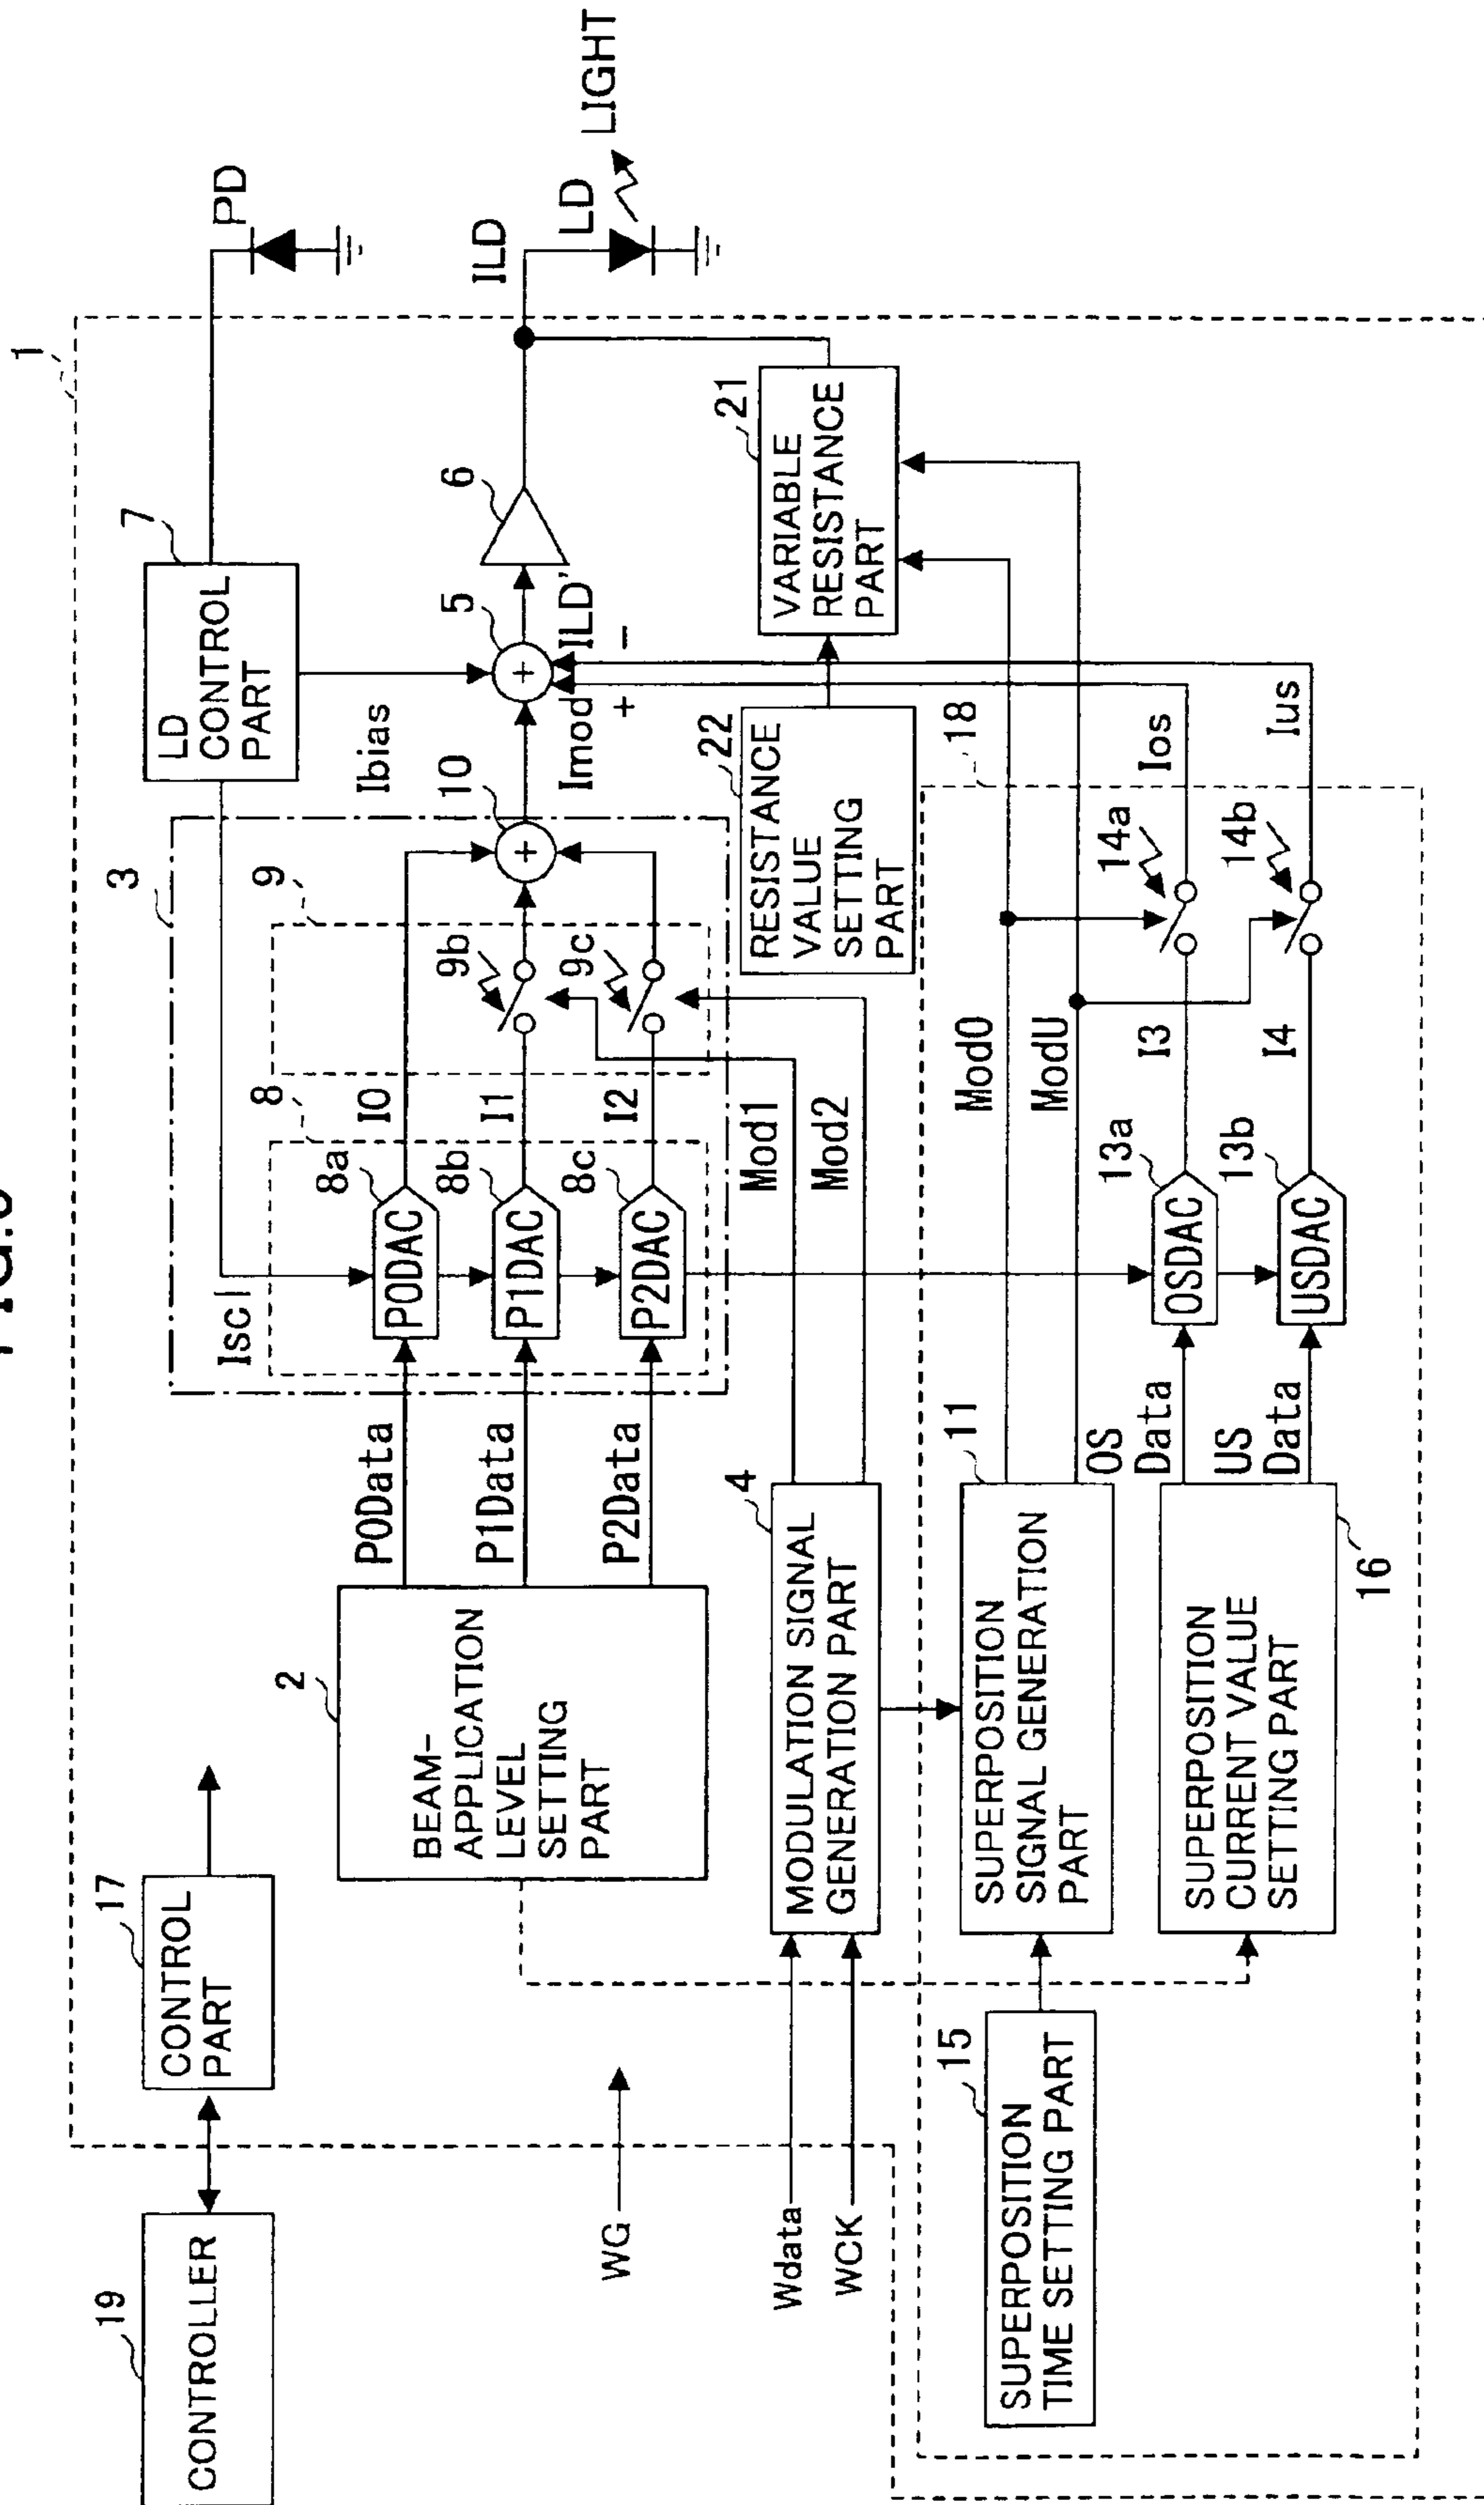 19
CONTROLLER
17
CONTROL
PART
1
3
7
LD
CONTROL
PART
PD
Iscl
Ibias
2
BEAM-
APPLICATION
LEVEL
SETTING
PART
P0Data
P1Data
P2Data
8
8a
P0DAC
8b
P1DAC
8c
P2DAC
I0
I1
I2
9
9b
9c
10
+
Imod
5
+
ILD'
+
−
6
ILD
LD
LIGHT
WG
Wdata
WCK
4
MODULATION SIGNAL
GENERATION PART
Mod1
Mod2
22
RESISTANCE
VALUE
SETTING
PART
21
VARIABLE
RESISTANCE
PART
18
15
SUPERPOSITION
TIME SETTING PART
11
SUPERPOSITION
SIGNAL GENERATION
PART
ModO
ModU
16
SUPERPOSITION
CURRENT VALUE
SETTING PART
OS
Data
US
Data
13a
OSDAC
13b
USDAC
I3
I4
14a
14b
Ios
Ius